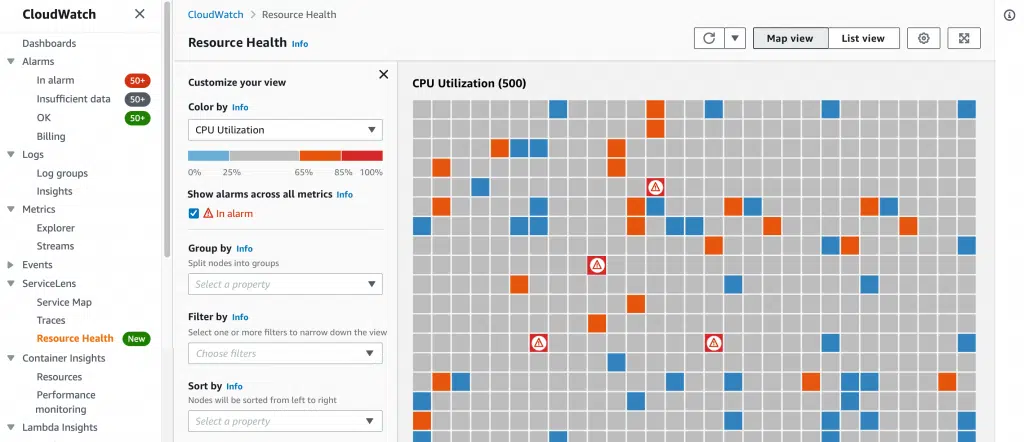 CloudWatch
Dashboards
Alarms
In alarm 50+
Insufficient data 50+
OK 50+
Billing
Logs
Log groups
Insights
Metrics
Explorer
Streams
Events
ServiceLens
Service Map
Traces
Resource Health New
Container Insights
Resources
Performance
monitoring
Lambda Insights
CloudWatch Resource Health
Resource Health Info
Map view List view
Customize your view
Color by Info
CPU Utilization
0% 25% 65% 85% 100%
Show alarms across all metrics Info
In alarm
Group by Info
Split nodes into groups
Select a property
Filter by Info
Select one or more filters to narrow down the view
Choose filters
Sort by Info
Nodes will be sorted from left to right
Select a property
CPU Utilization (500)